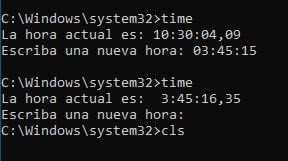 C:\Windows\system32>time
La hora actual es: 10:30:04,09
Escriba una nueva hora: 03:45:15
C:\Windows\system32>time
La hora actual es:  3:45:16,35
Escriba una nueva hora:
C:\Windows\system32>cls